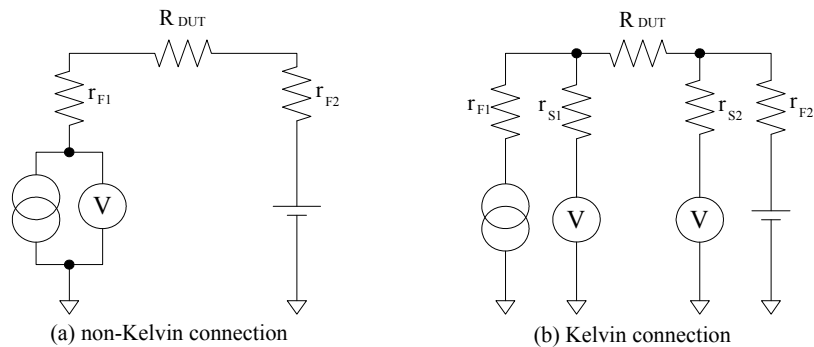 R DUT
r F1
r F2
V
(a) non-Kelvin connection
R DUT
r F1
r S1
r S2
r F2
V
V
(b) Kelvin connection